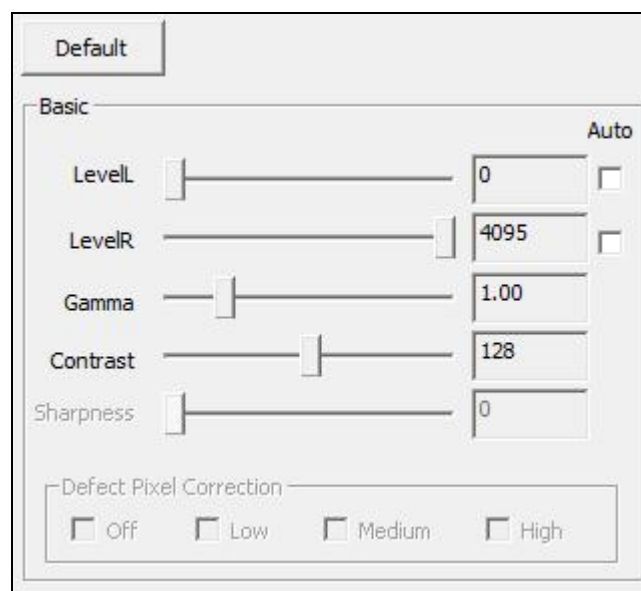 Default
Basic
Auto
LevelL 0
LevelR 4095
Gamma 1.00
Contrast 128
Sharpness 0
Defect Pixel Correction
Off Low Medium High